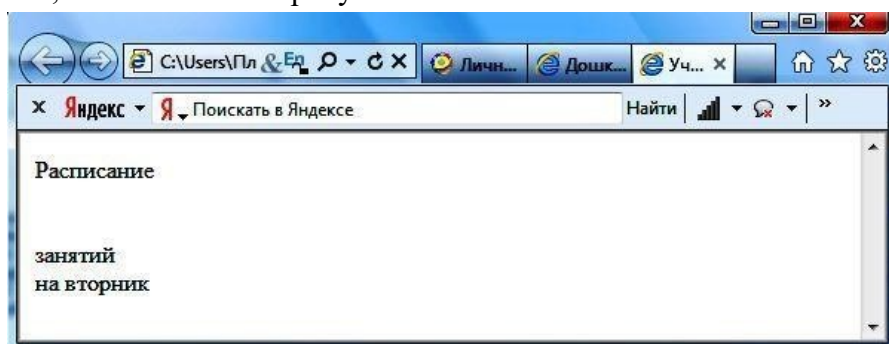 C:\Users\Пл
Личн...
Дошк...
Уч...
x Яндекс Я Поискать в Яндексе Найти »
Расписание
занятий
на вторник